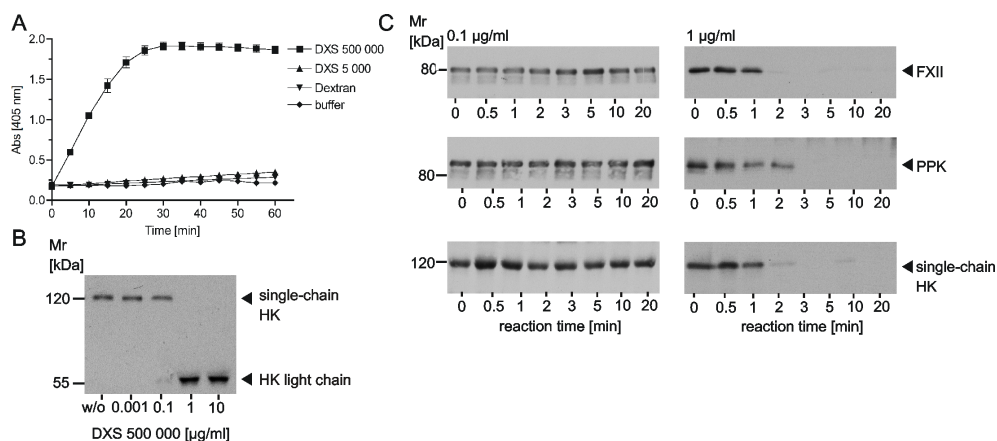 A
2.0
1.5
1.0
0.5
0.0
Abs [405 nm]
0 10 20 30 40 50 60
Time [min]
DXS 500 000
DXS 5 000
Dextran
buffer
B
Mr
[kDa]
120
55
single-chain
HK
HK light chain
w/o 0.001 0.1 1 10
DXS 500 000 [µg/ml]
C
Mr
[kDa]
0.1 µg/ml
1 µg/ml
80
FXII
0 0.5 1 2 3 5 10 20
0 0.5 1 2 3 5 10 20
80
PPK
0 0.5 1 2 3 5 10 20
0 0.5 1 2 3 5 10 20
120
single-chain
HK
0 0.5 1 2 3 5 10 20
0 0.5 1 2 3 5 10 20
reaction time [min]
reaction time [min]